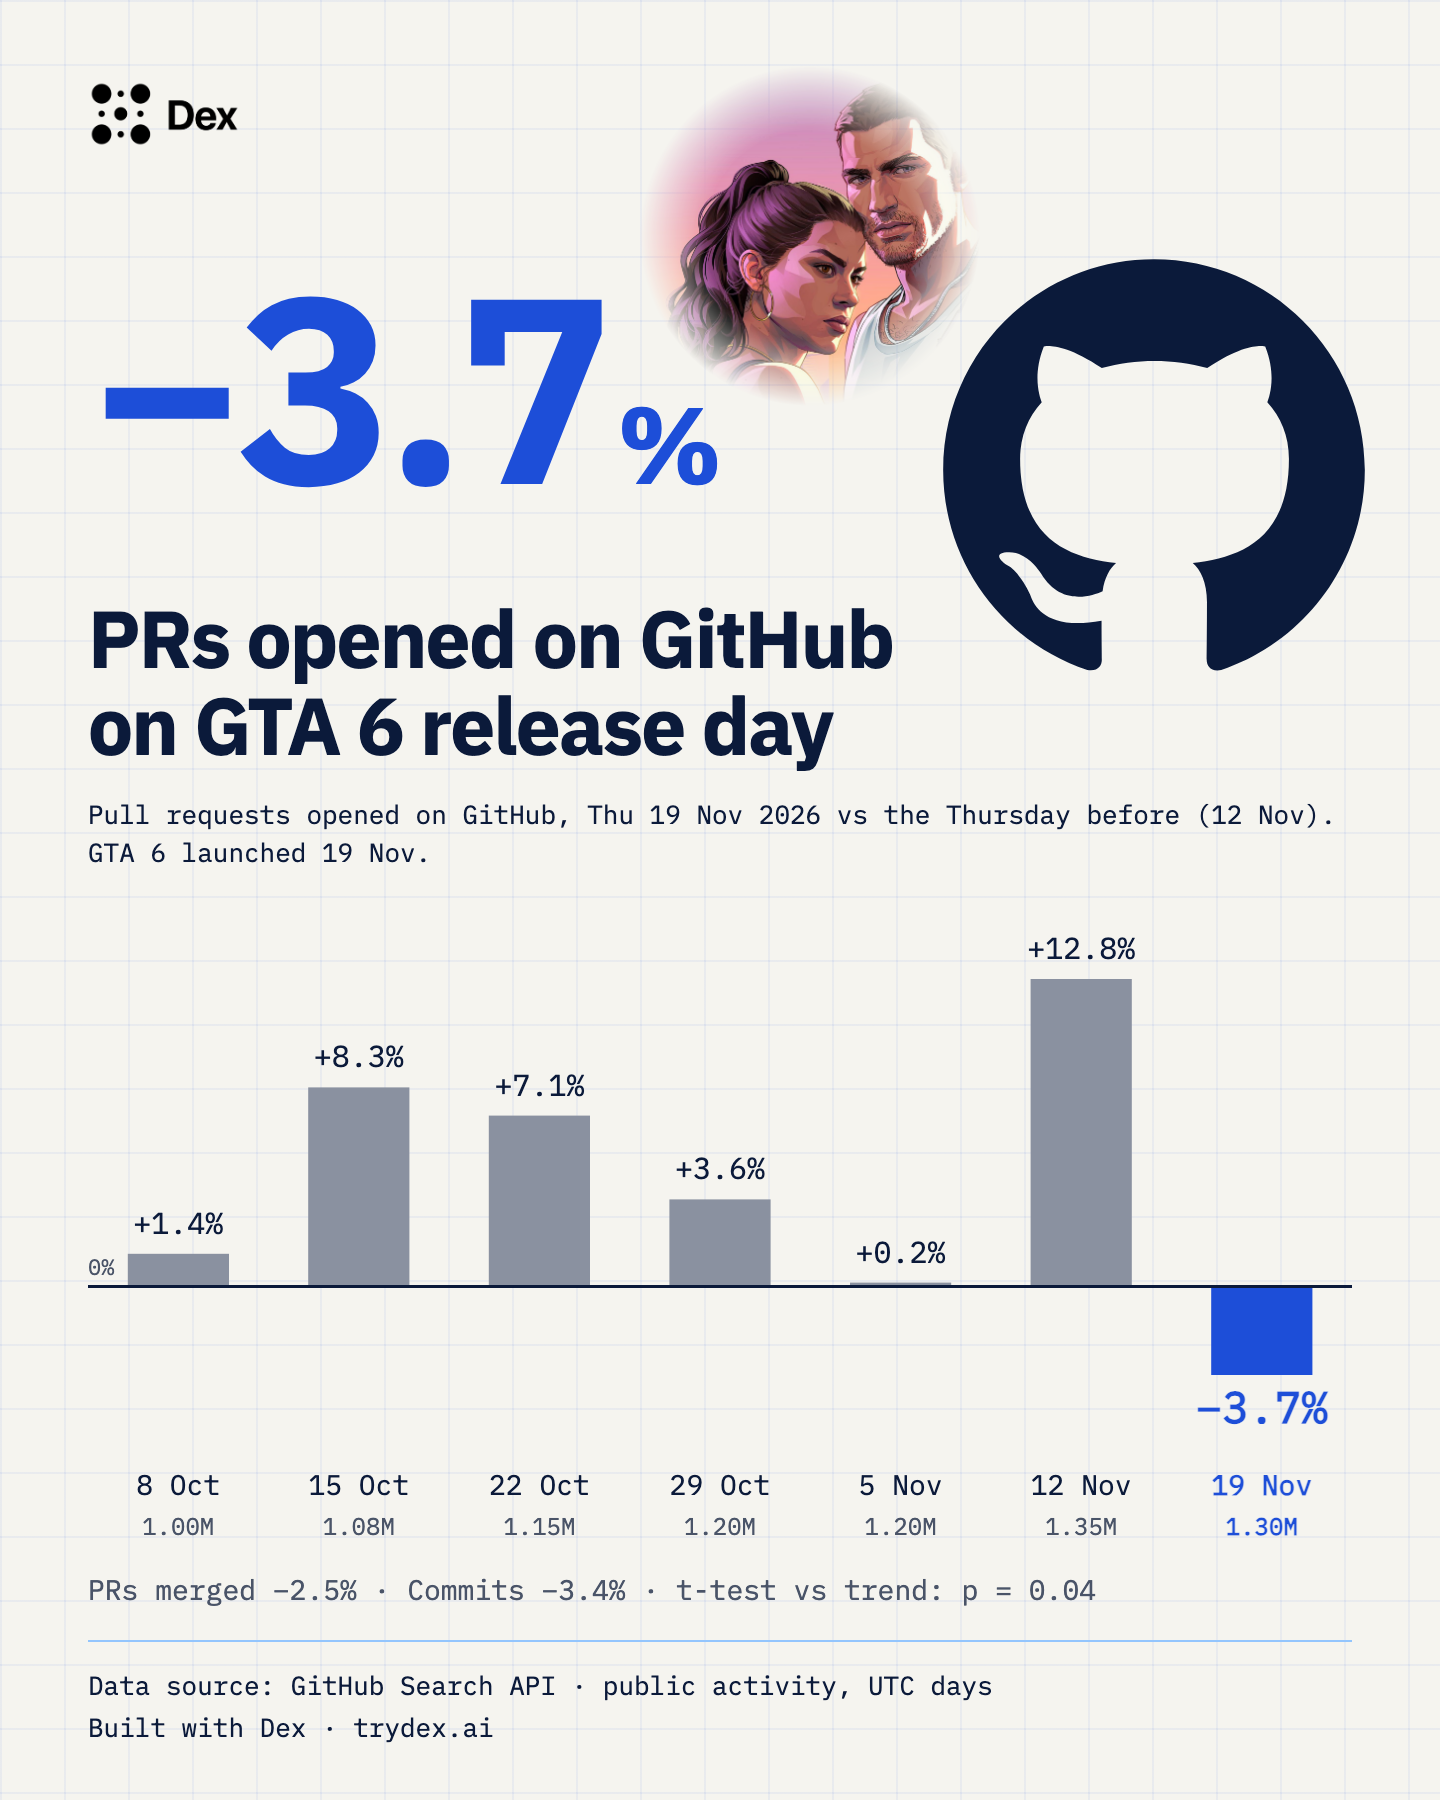 Dex
−3.7%
PRs opened on GitHub
on GTA 6 release day
Pull requests opened on GitHub, Thu 19 Nov 2026 vs the Thursday before (12 Nov).
GTA 6 launched 19 Nov.
+12.8%
+8.3%
+7.1%
+3.6%
+1.4%
+0.2%
0%
−3.7%
8 Oct 15 Oct 22 Oct 29 Oct 5 Nov 12 Nov 19 Nov
1.00M 1.08M 1.15M 1.20M 1.20M 1.35M 1.30M
PRs merged −2.5% · Commits −3.4% · t-test vs trend: p = 0.04
Data source: GitHub Search API · public activity, UTC days
Built with Dex · trydex.ai